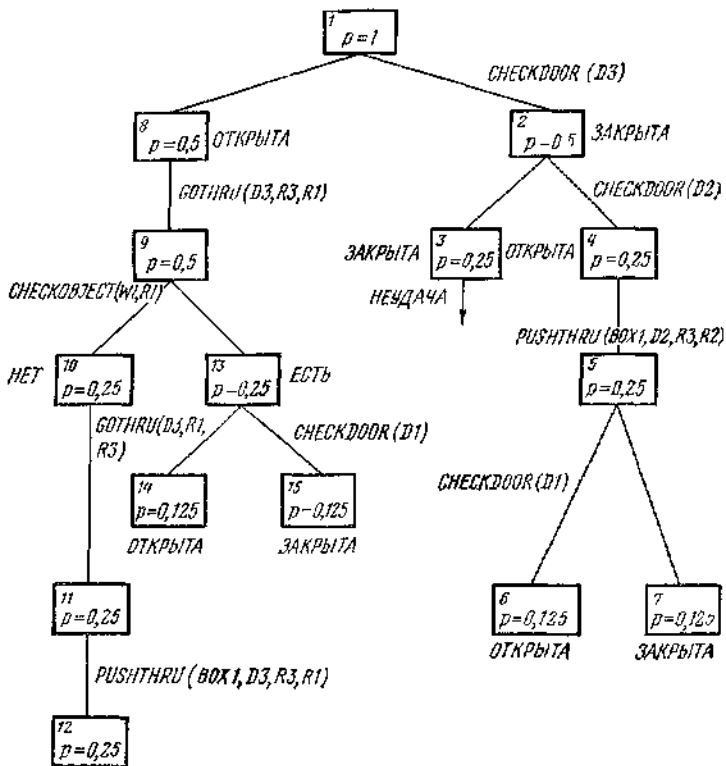 1
p=1
CHECKDOOR (D3)
8
p=0,5
ОТКРЫТА
2
p-0 5
ЗАКРЫТА
GOTHRU(D3,R3,R1)
CHECKDOOR(D2)
9
p=0,5
ЗАКРЫТА
3
p=0,25
ОТКРЫТА
4
p=0,25
CHECKOBJECT(W1,R1)
НЕУДАЧА
PUSHTHRU (BOX1, D2, R3, R2)
НЕТ
10
p=0,25
13
p-0,25
ЕСТЬ
5
p=0,25
GOTHRU(D3,R1,
R3)
CHECKDOOR(D1)
14
p=0,125
15
p-0,125
CHECKDOOR(D1)
ОТКРЫТА
ЗАКРЫТА
11
p=0,25
6
p=0,125
7
p=0,125
ОТКРЫТА
ЗАКРЫТА
PUSHTHRU (BOX1, D3, R3, R1)
12
p=0,25